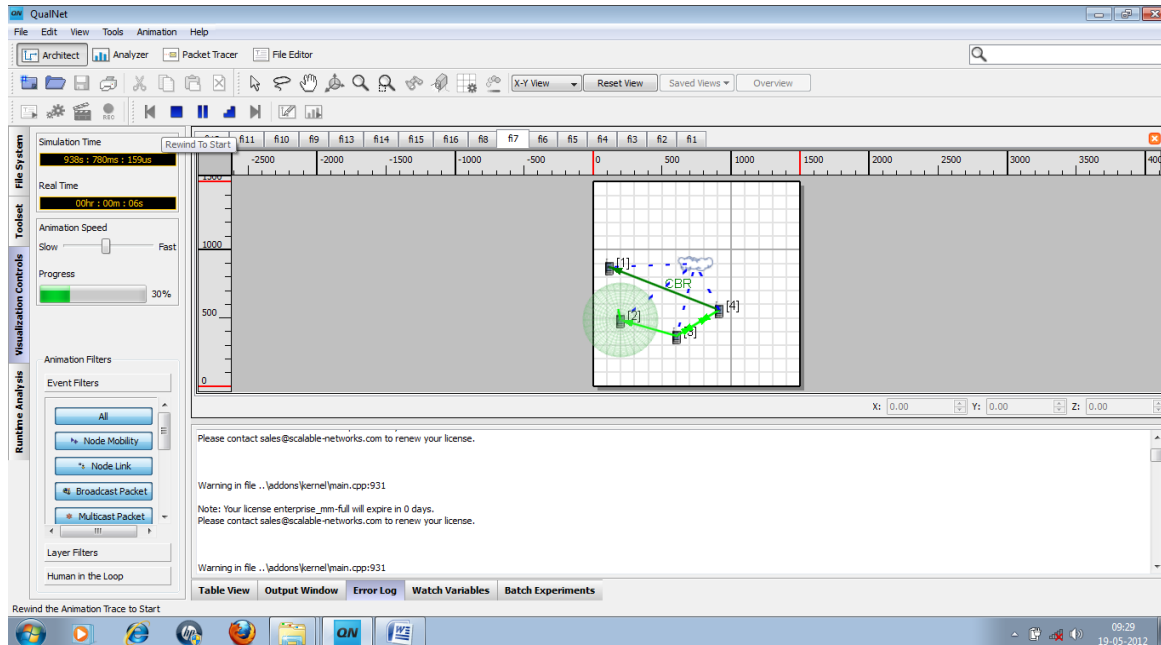 QN QualNet
File Edit View Tools Animation Help
Architect Analyzer Packet Tracer File Editor
X-Y View Reset View Saved Views Overview
REC
File System
Toolset
Visualization Controls
Runtime Analysis
Simulation Time
938s : 780ms : 159us
Rewind To Start
Real Time
00hr : 00m : 06s
Animation Speed
Slow Fast
Progress
30%
Animation Filters
Event Filters
All
Node Mobility
Node Link
Broadcast Packet
Multicast Packet
Layer Filters
Human in the Loop
fi11 fi10 fi9 fi13 fi14 fi15 fi16 fi8 fi7 fi6 fi5 fi4 fi3 fi2 fi1
-2500 -2000 -1500 -1000 -500 0 500 1000 1500 2000 2500 3000 3500 400
1500
1000
500
0
[1]
CBR
[4]
[2]
[3]
X: 0.00 Y: 0.00 Z: 0.00
Please contact sales@scalable-networks.com to renew your license.
Warning in file ..\addons\kernel\main.cpp:931
Note: Your license enterprise_mm-full will expire in 0 days.
Please contact sales@scalable-networks.com to renew your license.
Warning in file ..\addons\kernel\main.cpp:931
Table View Output Window Error Log Watch Variables Batch Experiments
Rewind the Animation Trace to Start
hp QN W
09:29
19-05-2012